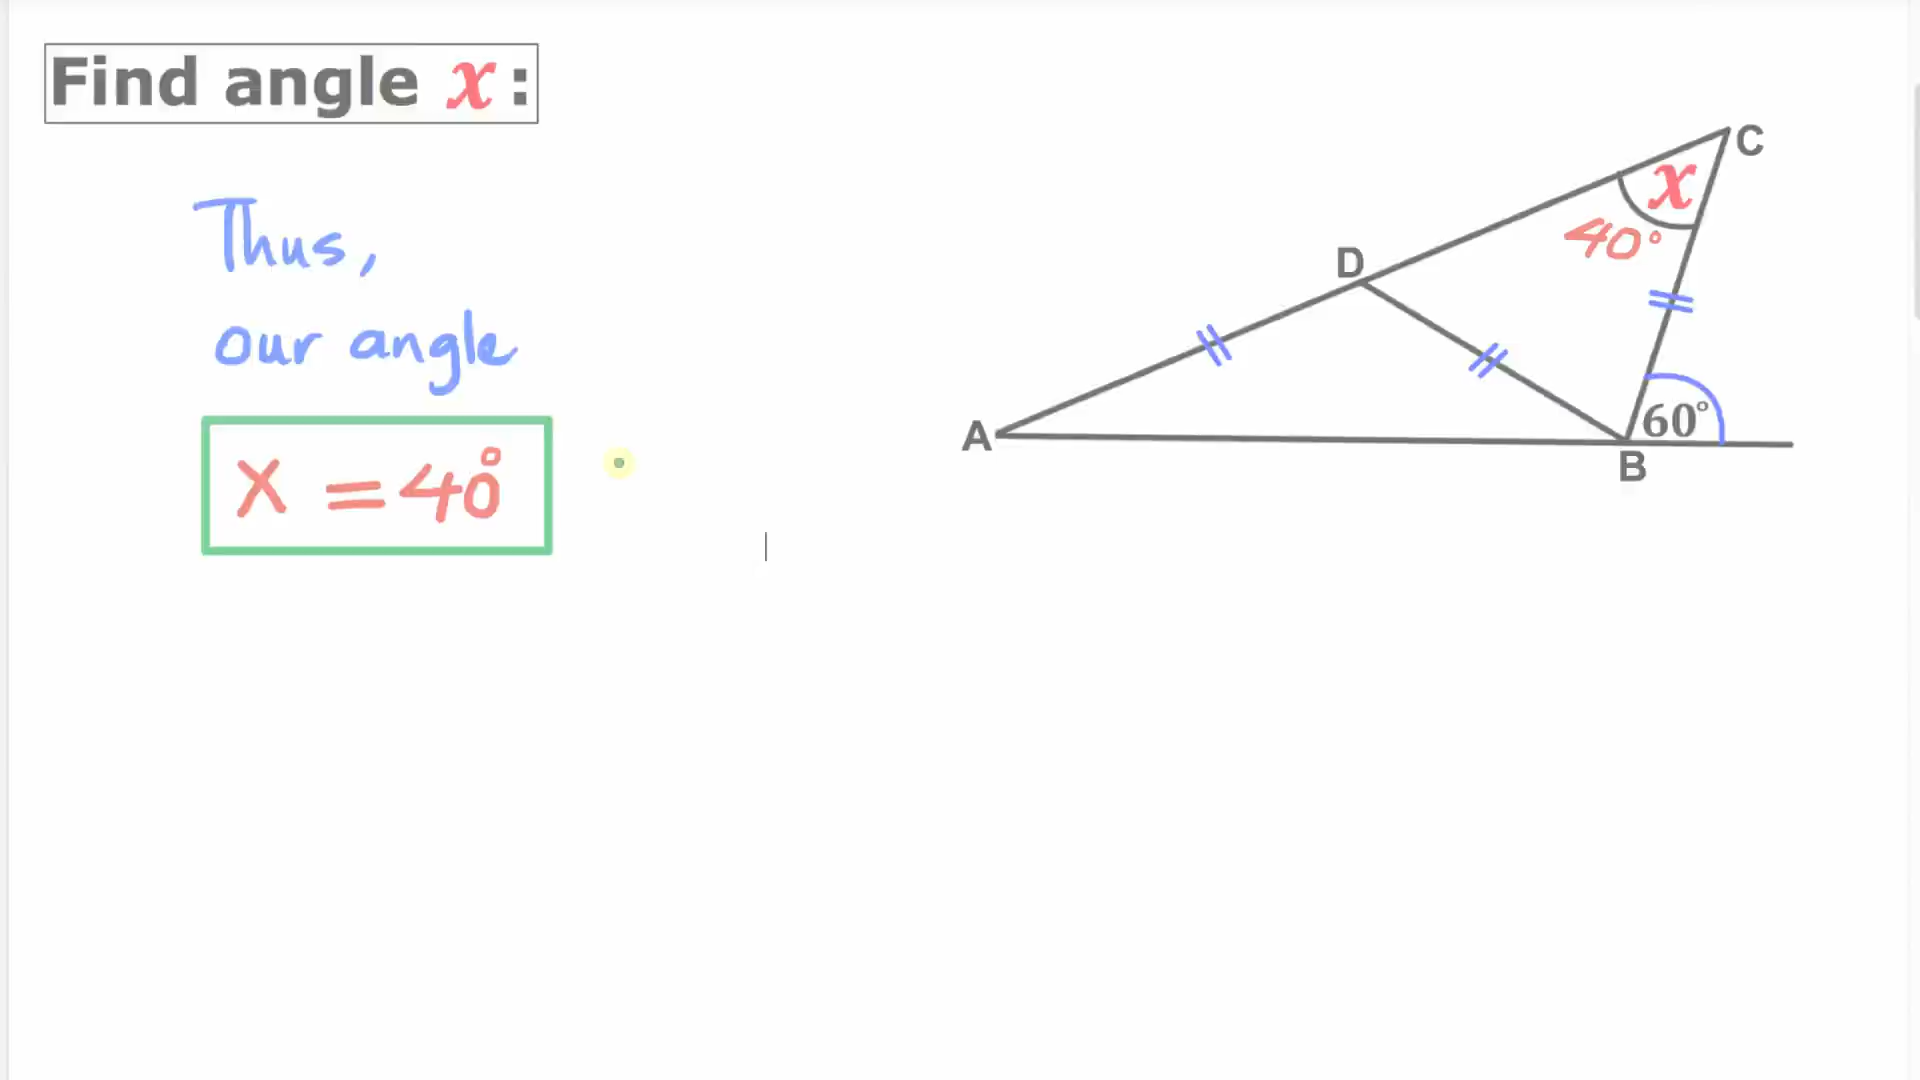 Find angle x:
Thus,
our angle
x = 40°
C
x
40°
D
A
60°
B